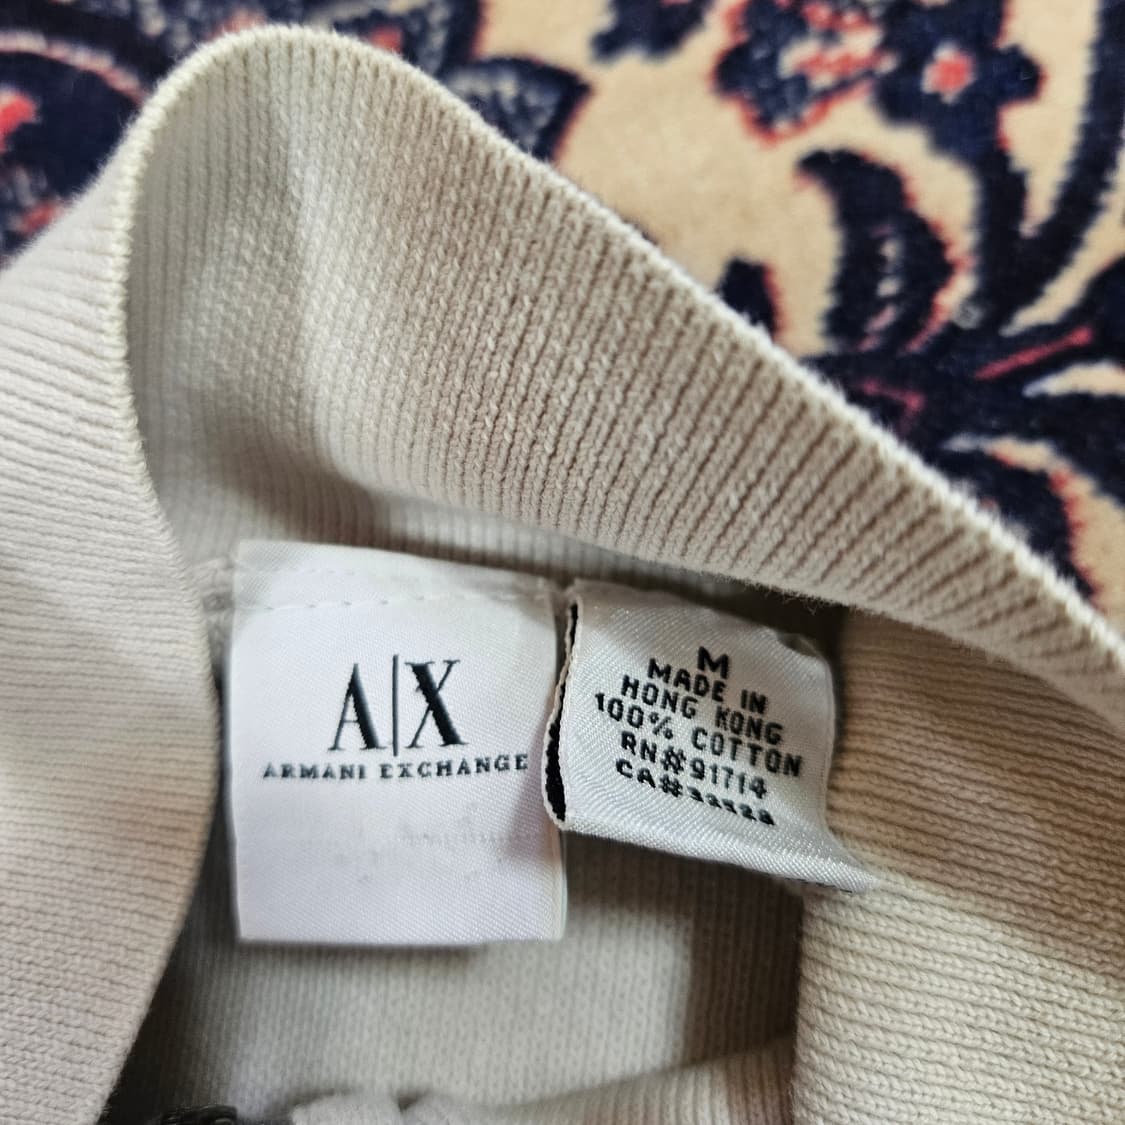 A|X
ARMANI EXCHANGE
M
MADE IN
HONG KONG
100% COTTON
RN#91714